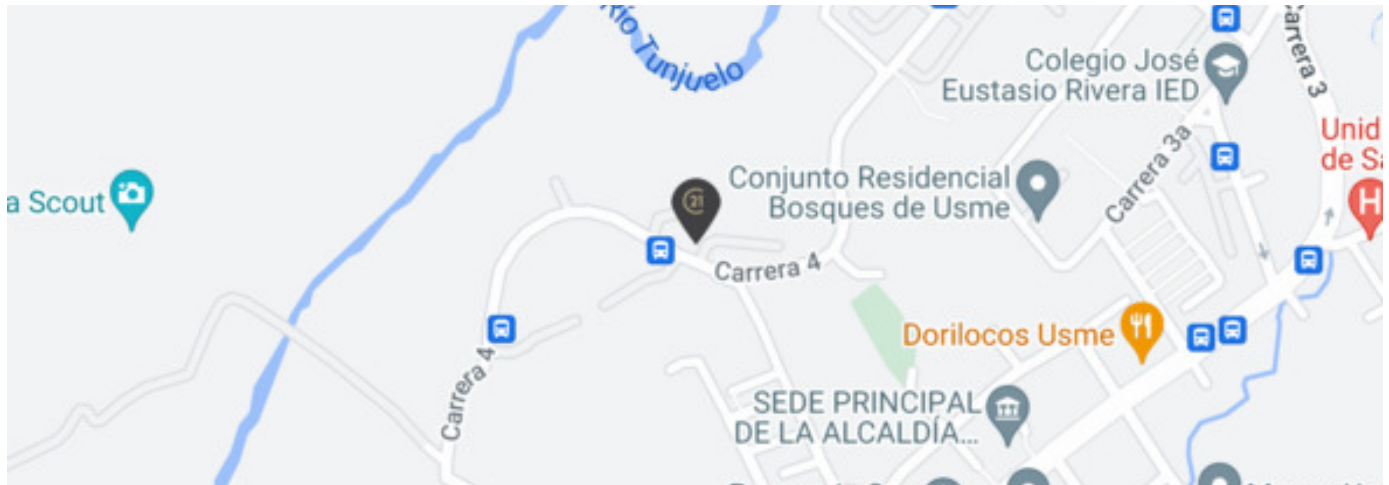 Río Tunjuelo
Carrera 3
Colegio José
Eustasio Rivera IED
Unid
de Sa
Carrera 3a
a Scout
21
Conjunto Residencial
Bosques de Usme
H
Carrera 4
Dorilocos Usme
Carrera 4
SEDE PRINCIPAL
DE LA ALCALDÍA...